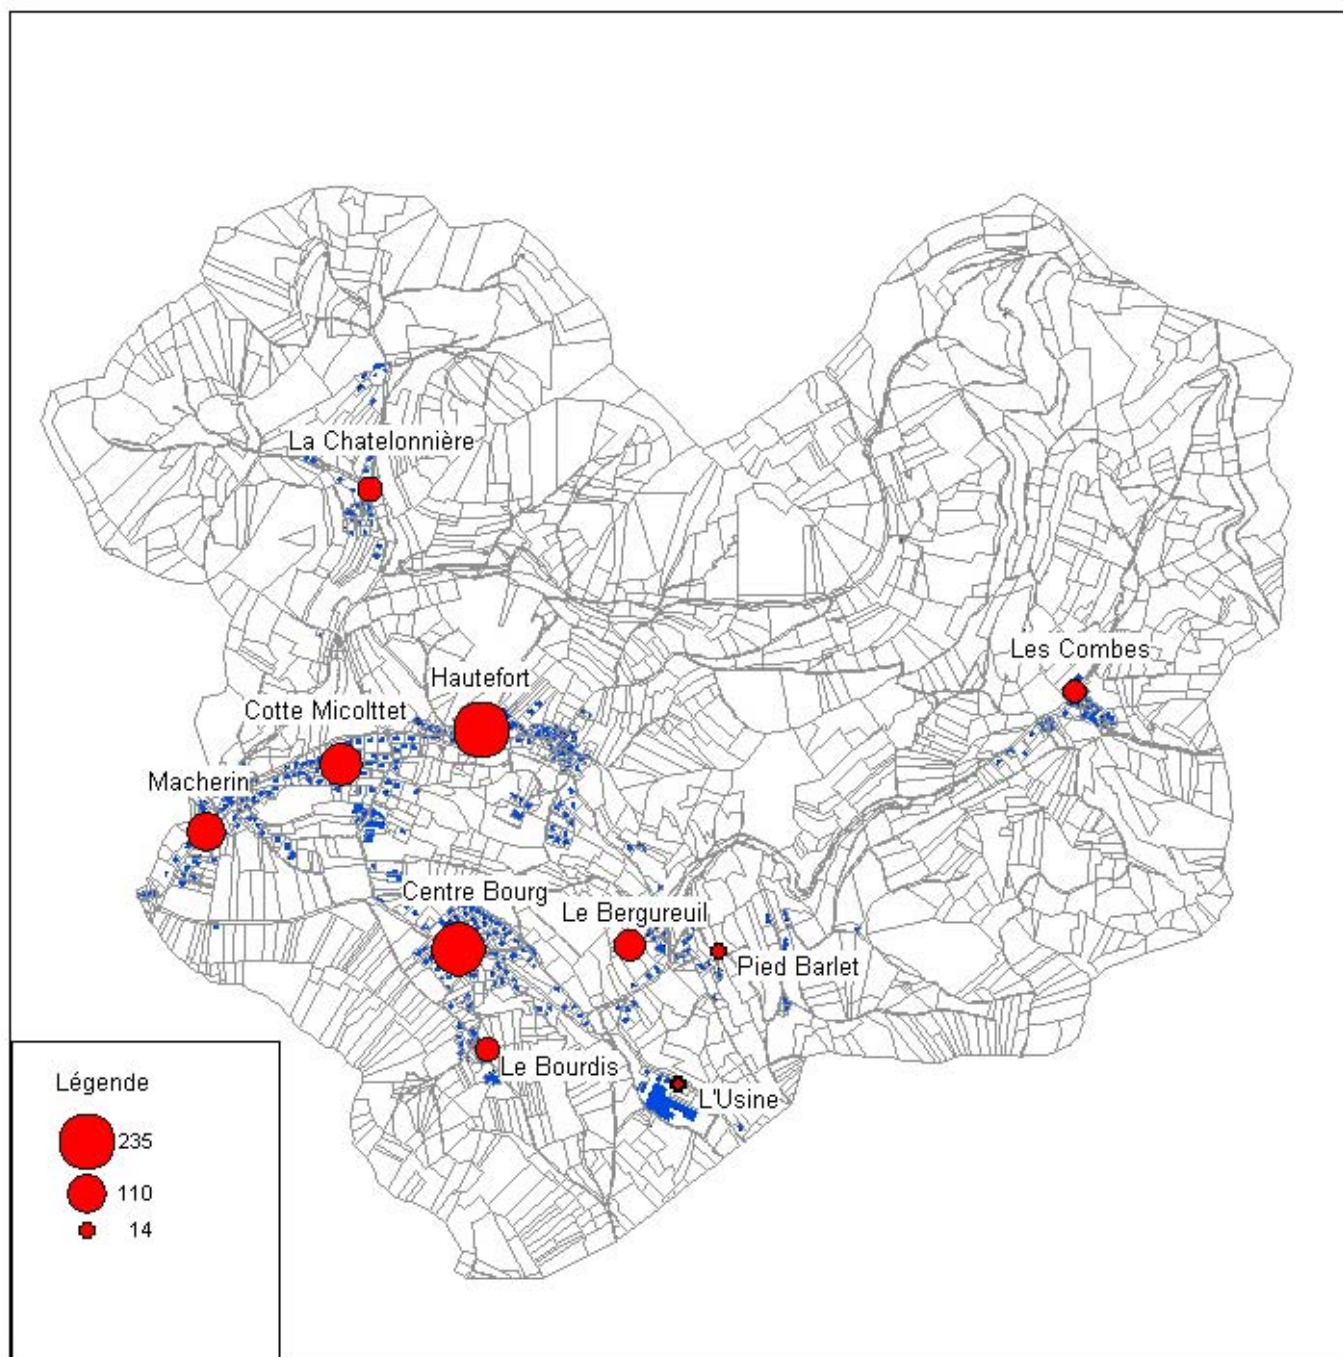 La Chatelonnière
Les Combes
Hautefort
Cotte Micolttet
Macherin
Centre Bourg
Le Bergureuil
Pied Barlet
Le Bourdis
L'Usine
Légende
235
110
14